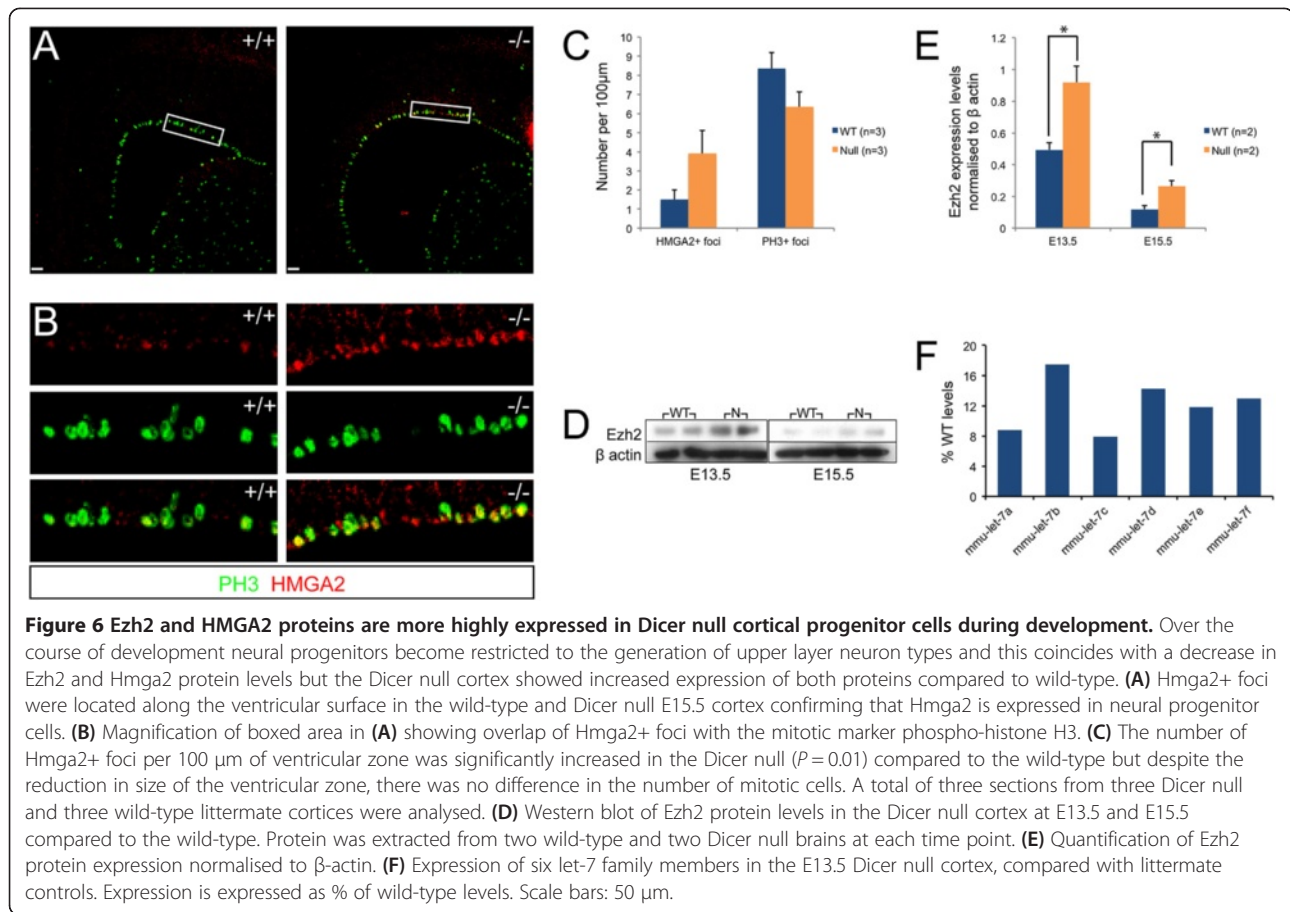 A
+/+
-/-
B
+/+
-/-
+/+
-/-
+/+
-/-
PH3 HMGA2
C
Number per 100µm
10
9
8
7
6
5
4
3
2
1
0
HMGA2+ foci
PH3+ foci
WT (n=3)
Null (n=3)
D
WT
N
WT
N
Ezh2
β actin
E13.5
E15.5
E
Ezh2 expression levels
normalised to β actin
1.2
1
0.8
0.6
0.4
0.2
0
*
*
E13.5
E15.5
WT (n=2)
Null (n=2)
F
% WT levels
20
16
12
8
4
0
mmu-let-7a
mmu-let-7b
mmu-let-7c
mmu-let-7d
mmu-let-7e
mmu-let-7f
Figure 6 Ezh2 and HMGA2 proteins are more highly expressed in Dicer null cortical progenitor cells during development. Over the
course of development neural progenitors become restricted to the generation of upper layer neuron types and this coincides with a decrease in
Ezh2 and Hmga2 protein levels but the Dicer null cortex showed increased expression of both proteins compared to wild-type. (A) Hmga2+ foci
were located along the ventricular surface in the wild-type and Dicer null E15.5 cortex confirming that Hmga2 is expressed in neural progenitor
cells. (B) Magnification of boxed area in (A) showing overlap of Hmga2+ foci with the mitotic marker phospho-histone H3. (C) The number of
Hmga2+ foci per 100 μm of ventricular zone was significantly increased in the Dicer null (P = 0.01) compared to the wild-type but despite the
reduction in size of the ventricular zone, there was no difference in the number of mitotic cells. A total of three sections from three Dicer null
and three wild-type littermate cortices were analysed. (D) Western blot of Ezh2 protein levels in the Dicer null cortex at E13.5 and E15.5
compared to the wild-type. Protein was extracted from two wild-type and two Dicer null brains at each time point. (E) Quantification of Ezh2
protein expression normalised to β-actin. (F) Expression of six let-7 family members in the E13.5 Dicer null cortex, compared with littermate
controls. Expression is expressed as % of wild-type levels. Scale bars: 50 μm.